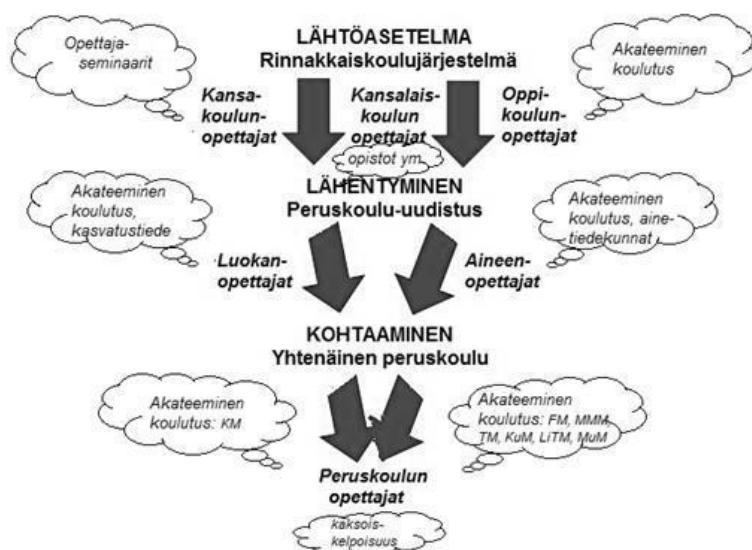 LÄHTÖASETELMA
Rinnakkaiskoulujärjestelmä
Opettaja-
seminaarit
Akateeminen
koulutus
Kansa-
koulun-
opettajat
Kansalais-
koulun
opettajat
Oppi-
koulun-
opettajat
opistot ym.
LÄHENTYMINEN
Peruskoulu-uudistus
Akateeminen
koulutus,
kasvatustiede
Akateeminen
koulutus, aine-
tiedekunnat
Luokan-
opettajat
Aineen-
opettajat
KOHTAAMINEN
Yhtenäinen peruskoulu
Akateeminen
koulutus: KM
Akateeminen
koulutus: FM, MMM,
TM, KuM, LiTM, MuM
Peruskoulun
opettajat
kaksois-
kelpoisuus